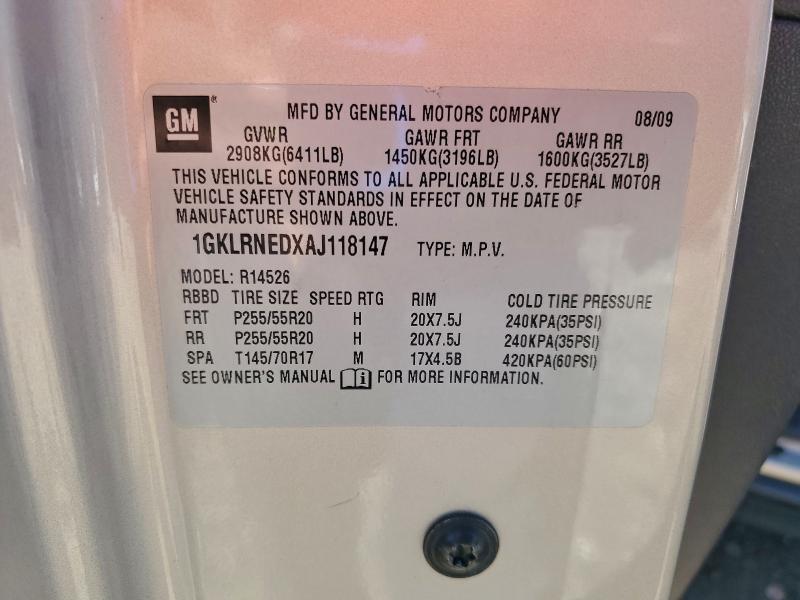 GM®
MFD BY GENERAL MOTORS COMPANY 08/09
GVWR GAWR FRT GAWR RR
2908KG(6411LB) 1450KG(3196LB) 1600KG(3527LB)
THIS VEHICLE CONFORMS TO ALL APPLICABLE U.S. FEDERAL MOTOR
VEHICLE SAFETY STANDARDS IN EFFECT ON THE DATE OF
MANUFACTURE SHOWN ABOVE.
1GKLRNEDXAJ118147 TYPE: M.P.V.
MODEL: R14526
RBBD TIRE SIZE SPEED RTG RIM COLD TIRE PRESSURE
FRT P255/55R20 H 20X7.5J 240KPA(35PSI)
RR P255/55R20 H 20X7.5J 240KPA(35PSI)
SPA T145/70R17 M 17X4.5B 420KPA(60PSI)
SEE OWNER'S MANUAL i FOR MORE INFORMATION.